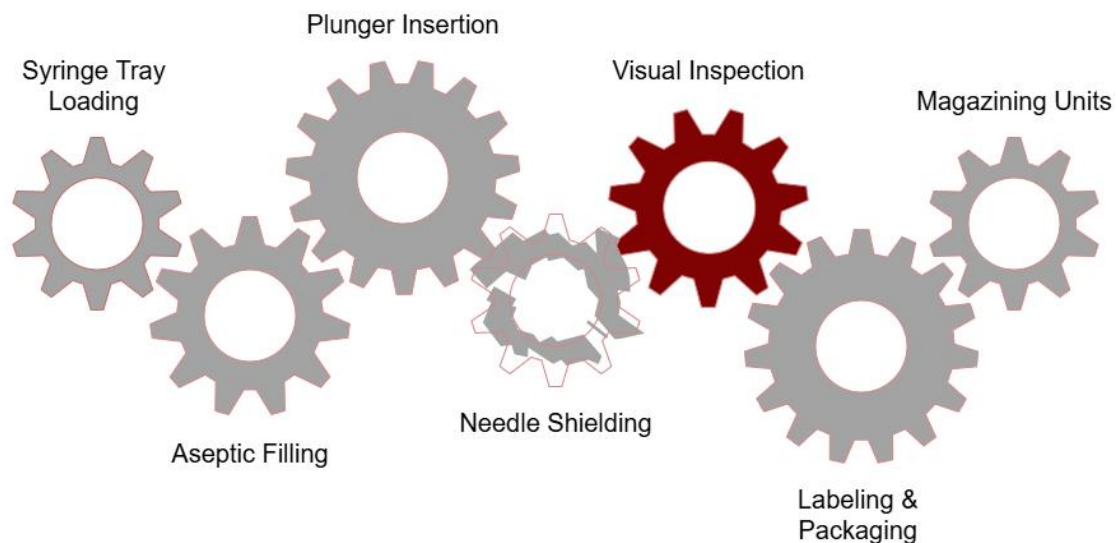 Syringe Tray
Loading
Aseptic Filling
Plunger Insertion
Needle Shielding
Visual Inspection
Labeling &
Packaging
Magazining Units